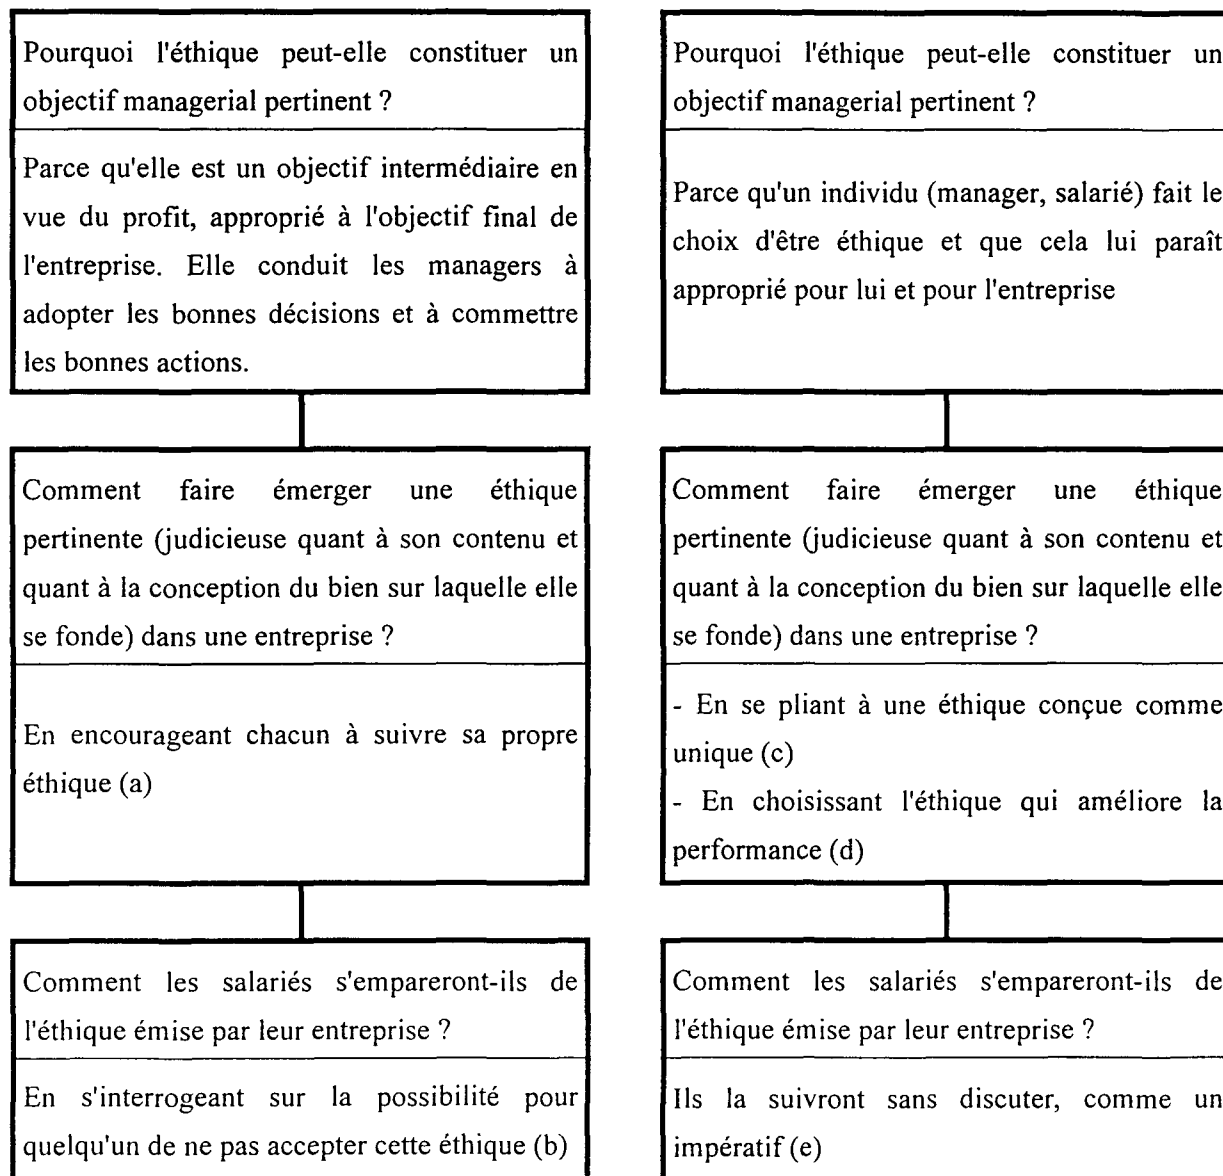 Pourquoi l'éthique peut-elle constituer un
objectif managerial pertinent ?
Parce qu'elle est un objectif intermédiaire en
vue du profit, approprié à l'objectif final de
l'entreprise. Elle conduit les managers à
adopter les bonnes décisions et à commettre
les bonnes actions.
Comment faire émerger une éthique
pertinente (judicieuse quant à son contenu et
quant à la conception du bien sur laquelle elle
se fonde) dans une entreprise ?
En encourageant chacun à suivre sa propre
éthique (a)
Comment les salariés s'empareront-ils de
l'éthique émise par leur entreprise ?
En s'interrogeant sur la possibilité pour
quelqu'un de ne pas accepter cette éthique (b)
Pourquoi l'éthique peut-elle constituer un
objectif managerial pertinent ?
Parce qu'un individu (manager, salarié) fait le
choix d'être éthique et que cela lui paraît
approprié pour lui et pour l'entreprise
Comment faire émerger une éthique
pertinente (judicieuse quant à son contenu et
quant à la conception du bien sur laquelle elle
se fonde) dans une entreprise ?
- En se pliant à une éthique conçue comme
unique (c)
- En choisissant l'éthique qui améliore la
performance (d)
Comment les salariés s'empareront-ils de
l'éthique émise par leur entreprise ?
Ils la suivront sans discuter, comme un
impératif (e)